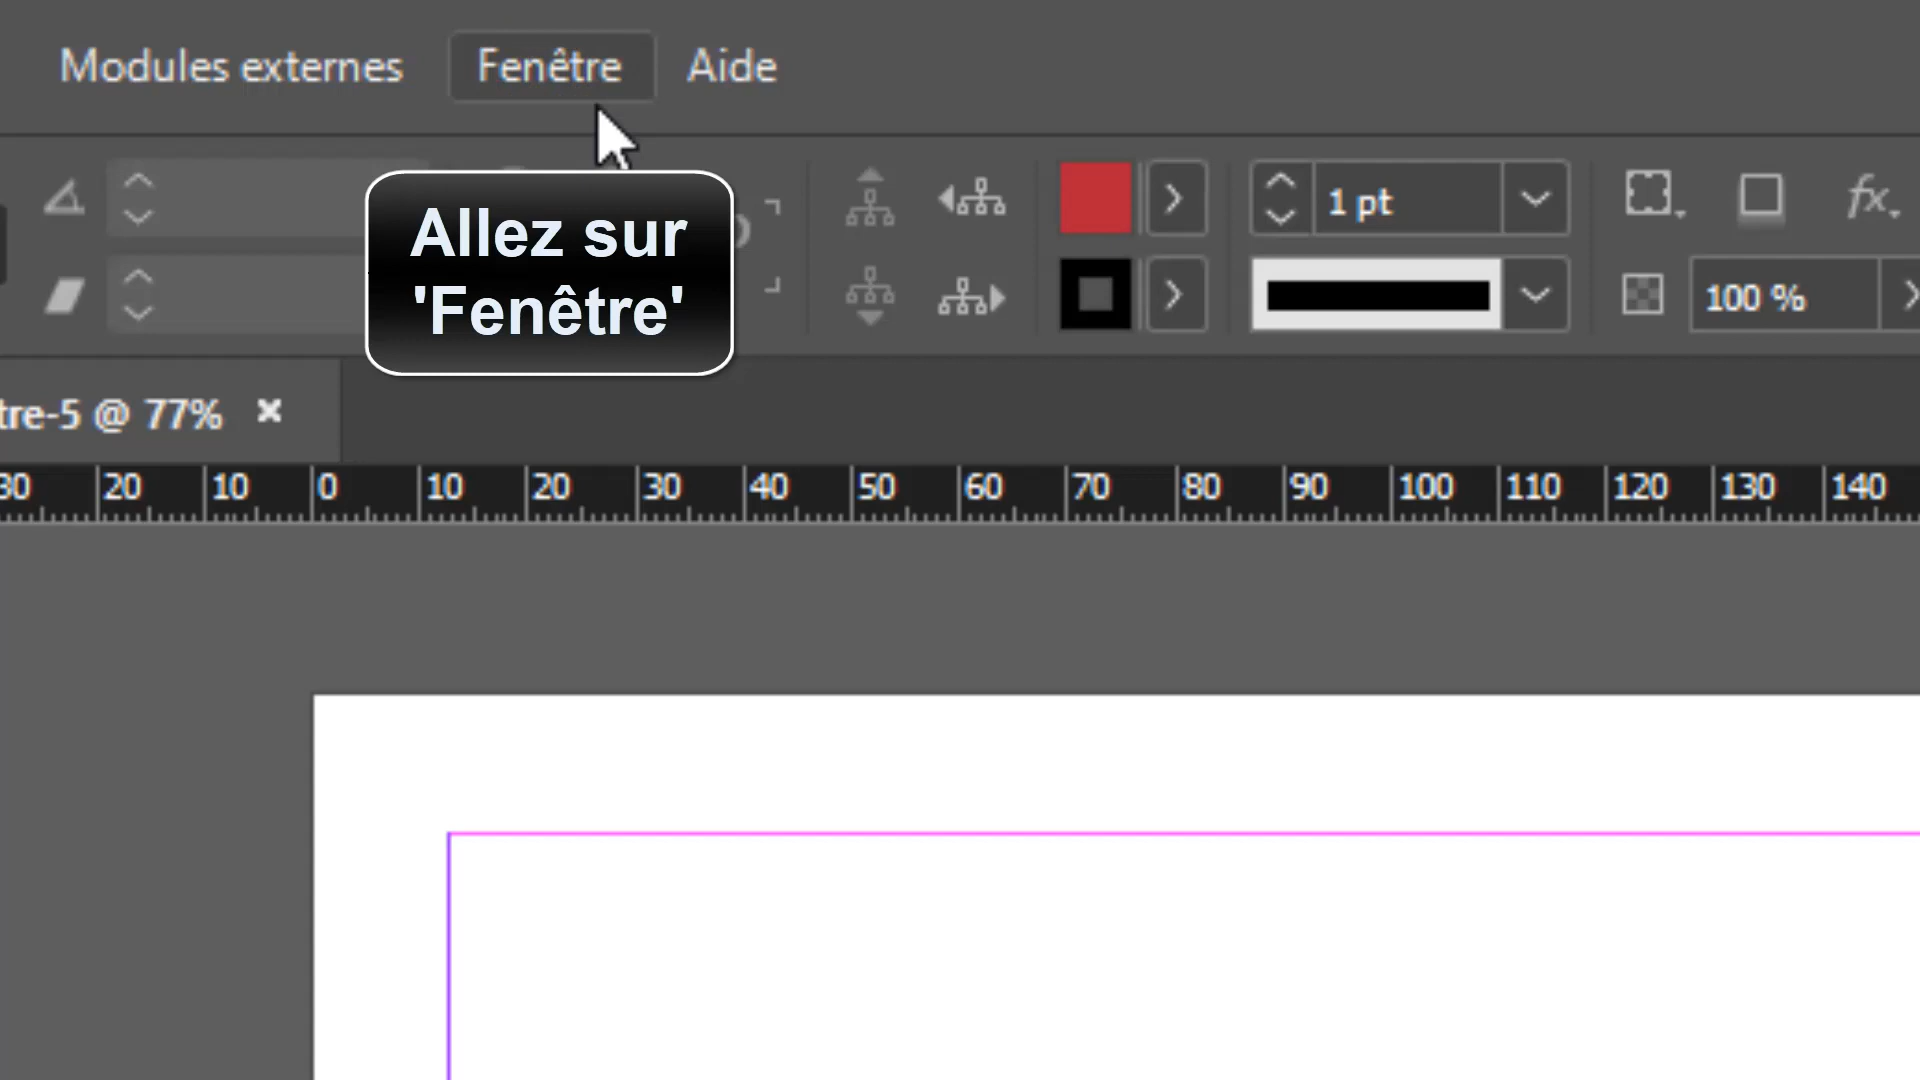 Modules externes Fenêtre Aide
Allez sur
'Fenêtre'
1 pt
fx
100 %
tre-5 @ 77%
30 20 10 0 10 20 30 40 50 60 70 80 90 100 110 120 130 140